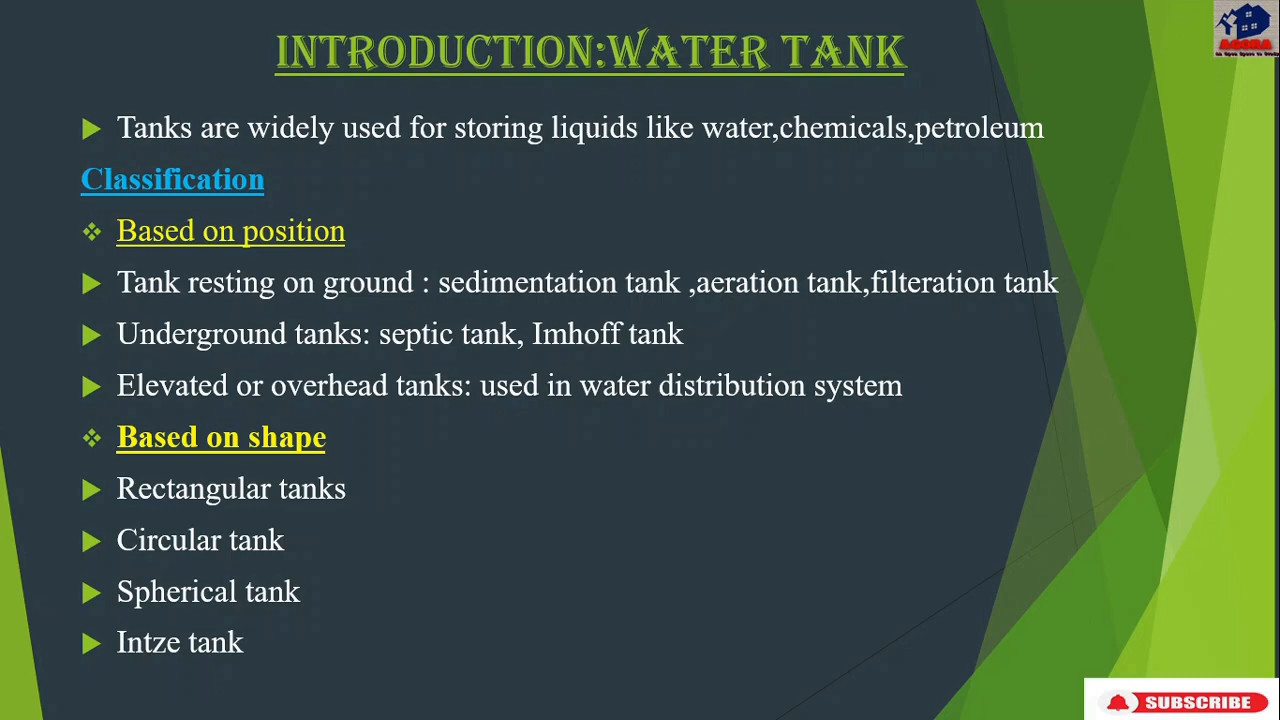 INTRODUCTION:WATER TANK
Tanks are widely used for storing liquids like water,chemicals,petroleum
Classification
Based on position
Tank resting on ground : sedimentation tank ,aeration tank,filteration tank
Underground tanks: septic tank, Imhoff tank
Elevated or overhead tanks: used in water distribution system
Based on shape
Rectangular tanks
Circular tank
Spherical tank
Intze tank
SUBSCRIBE